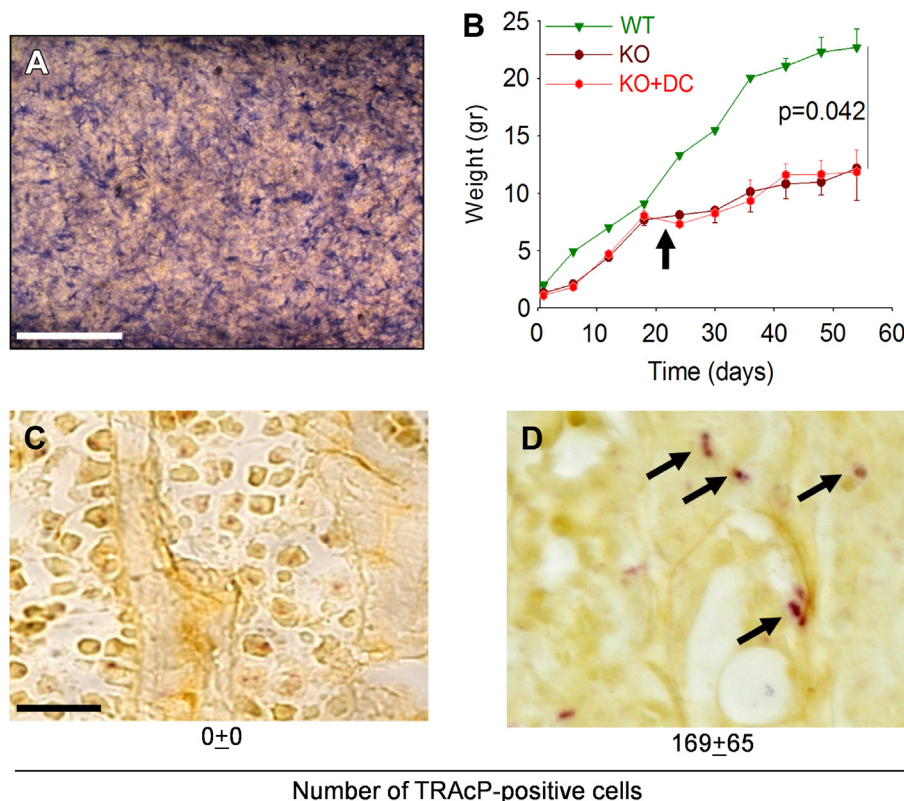 A
B
25
20
15
10
5
0
Weight (gr)
WT
KO
KO+DC
p=0.042
0 10 20 30 40 50 60
Time (days)
C
D
0±0
169±65
Number of TRAcP-positive cells